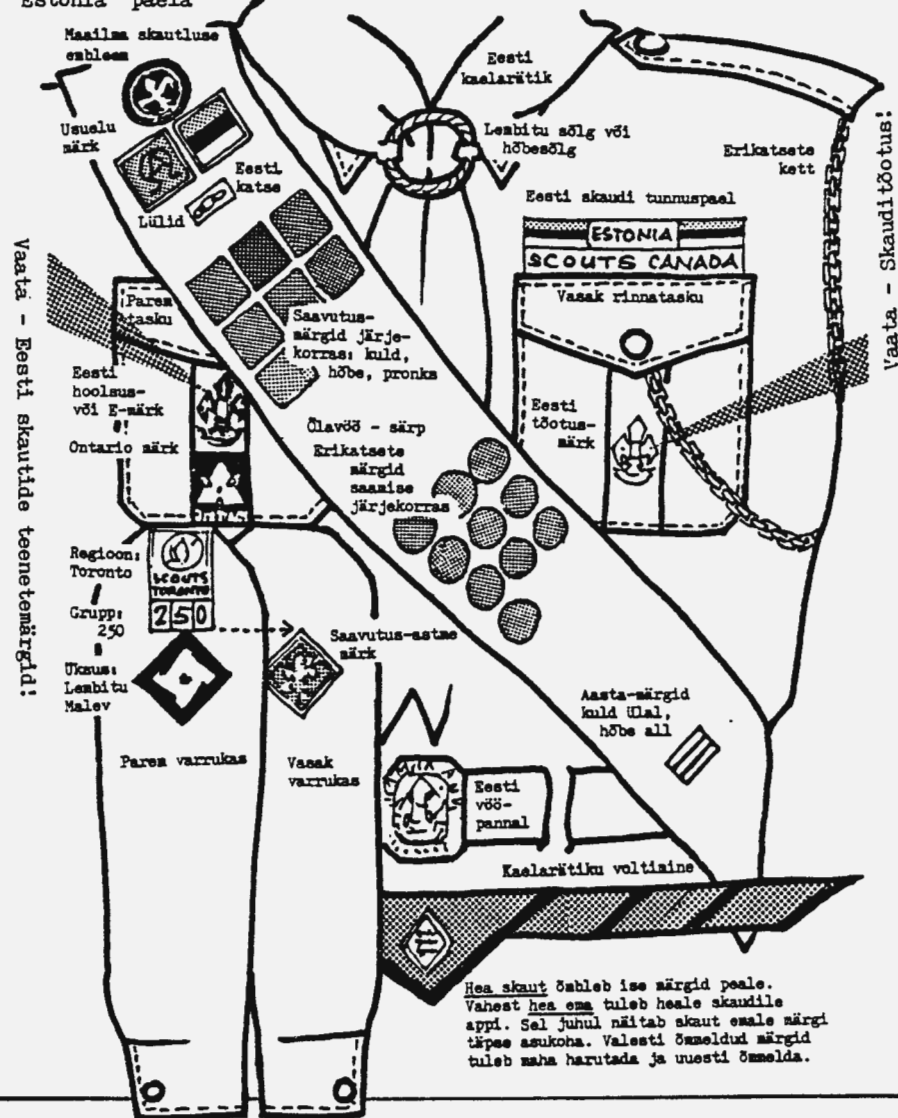 "Estonia" paela
Maailma skautluse
embleem
Usuelu
märk
Eesti
katse
Lülid
Eesti
kaelarätik
Lembitu sõlg või
hõbesõlg
Erikatsete
kett
Eesti skaudi tunnuspael
ESTONIA
SCOUTS CANADA
Vasak rinnatasku
Vaata - Skauditõotus!
Vaata - Eesti skautide teenetemärgid!
Parem
tasku
Saavutus-
märgid järje-
korras: kuld,
hõbe, pronks
Eesti
hoolsus-
või E-märk
Ontario märk
Õlavöö - särp
Erikatsete
märgid
saamise
järjekorras
Eesti
tõotus-
märk
Regioon:
Toronto
SCOUTS
TORONTO
250
Grupp:
250
Üksus:
Lembitu
Malev
Saavutus-astme
märk
Parem varrukas
Vasak
varrukas
Aasta-märgid
kuld ülal,
hõbe all
Eesti
vöö-
pannal
Kaelarätiku voltimine
Hea skaut õmbleb ise märgid peale.
Vahest hea ema tuleb heale skaudile
appi. Sel juhul näitab skaut emale märgi
täpse asukoha. Valesti õmmeldud märgid
tuleb maha harutada ja uuesti õmmelda.